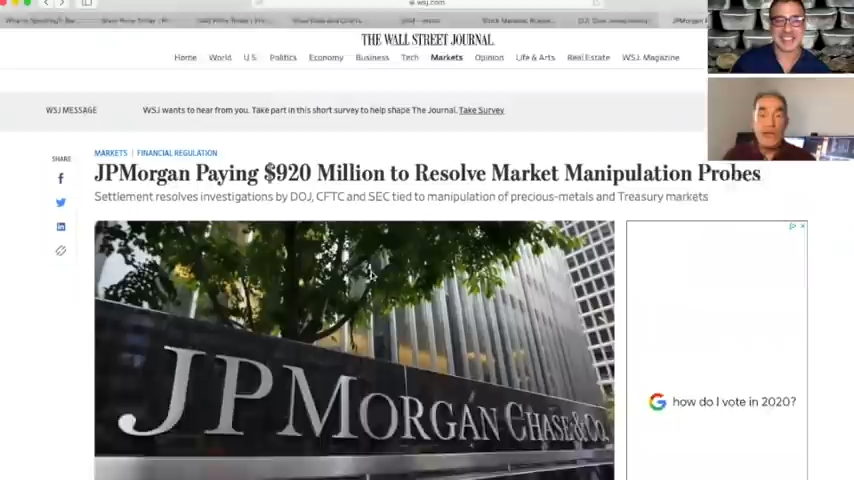 wsj.com
THE WALL STREET JOURNAL
Home World U.S. Politics Economy Business Tech Markets Opinion Life & Arts Real Estate WSJ. Magazine
WSJ MESSAGE WSJ wants to hear from you. Take part in this short survey to help shape The Journal. Take Survey
MARKETS | FINANCIAL REGULATION
SHARE
JPMorgan Paying $920 Million to Resolve Market Manipulation Probes
Settlement resolves investigations by DOJ, CFTC and SEC tied to manipulation of precious-metals and Treasury markets
JPMORGAN CHASE & CO.
how do I vote in 2020?